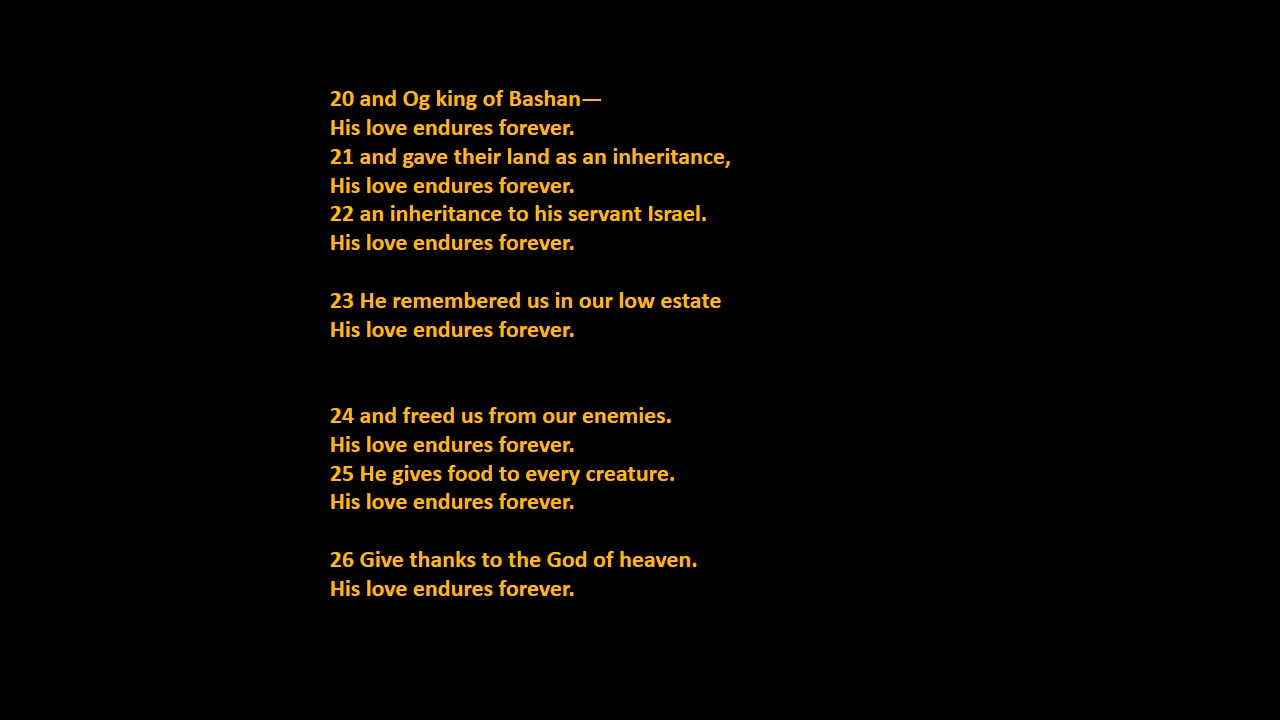 20 and Og king of Bashan—
His love endures forever.
21 and gave their land as an inheritance,
His love endures forever.
22 an inheritance to his servant Israel.
His love endures forever.
23 He remembered us in our low estate
His love endures forever.
24 and freed us from our enemies.
His love endures forever.
25 He gives food to every creature.
His love endures forever.
26 Give thanks to the God of heaven.
His love endures forever.